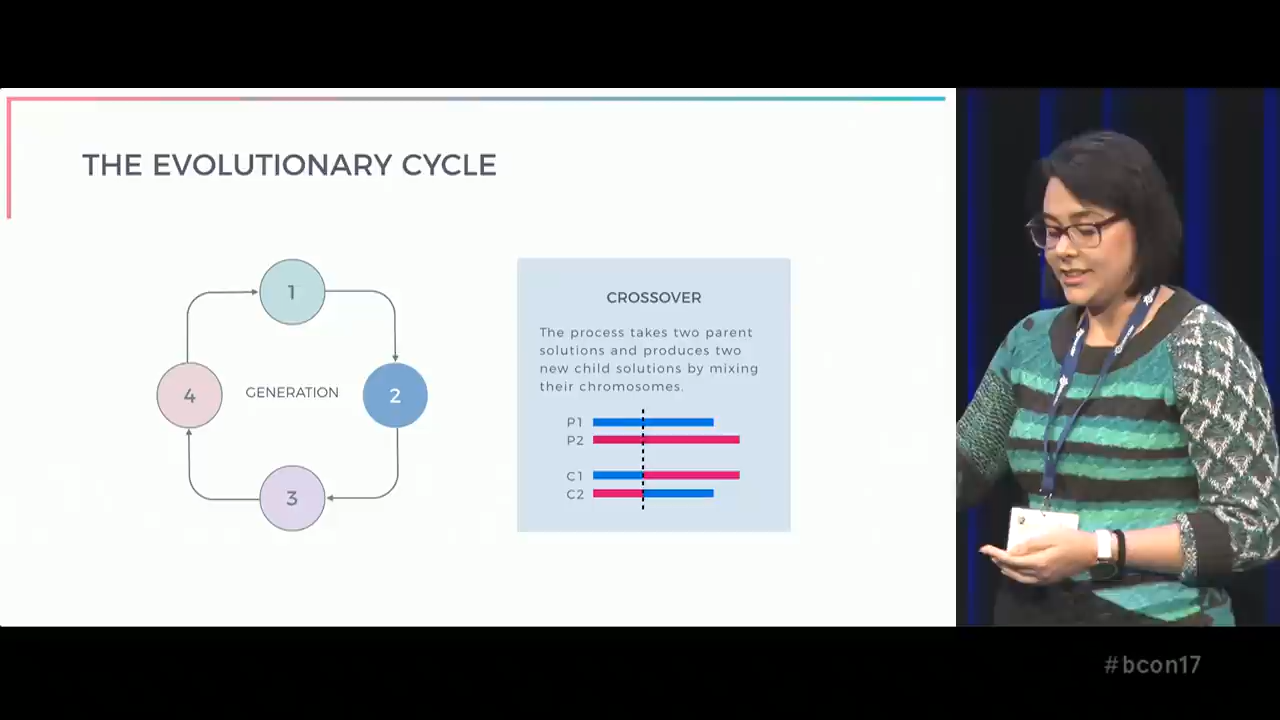 THE EVOLUTIONARY CYCLE
1
2
3
4
GENERATION
CROSSOVER
The process takes two parent
solutions and produces two
new child solutions by mixing
their chromosomes.
P1
P2
C1
C2
#bcon17